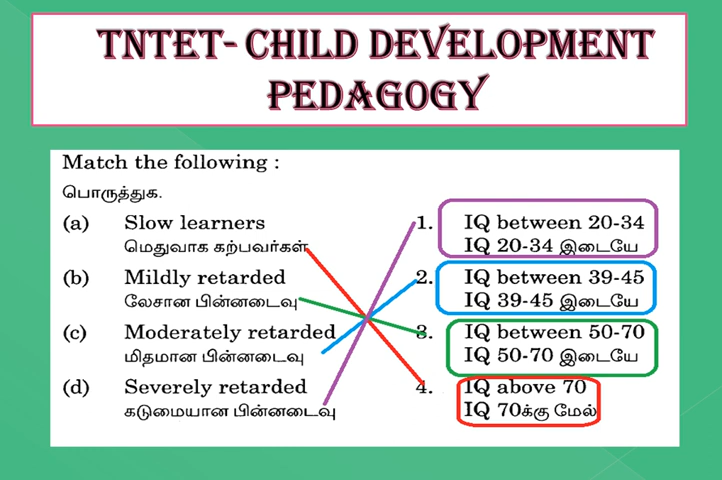 TNTET- CHILD DEVELOPMENT
PEDAGOGY
Match the following :
பொருத்துக.
(a) Slow learners 1. IQ between 20-34
மெதுவாக கற்பவர்கள் IQ 20-34 இடையே
(b) Mildly retarded 2. IQ between 39-45
லேசான பின்னடைவு IQ 39-45 இடையே
(c) Moderately retarded 3. IQ between 50-70
மிதமான பின்னடைவு IQ 50-70 இடையே
(d) Severely retarded 4. IQ above 70
கடுமையான பின்னடைவு IQ 70க்கு மேல்